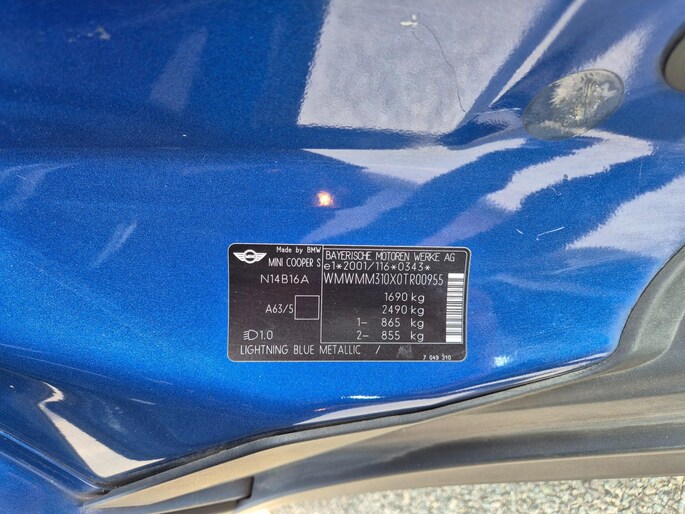 Made by BMW
MINI COOPER S
N14B16A
A63/5
1.0
BAYERISCHE MOTOREN WERKE AG
e1*2001/116*0343*
WMWMM310X0TR00955
1690 kg
2490 kg
1- 865 kg
2- 855 kg
LIGHTNING BLUE METALLIC /
7 049 310